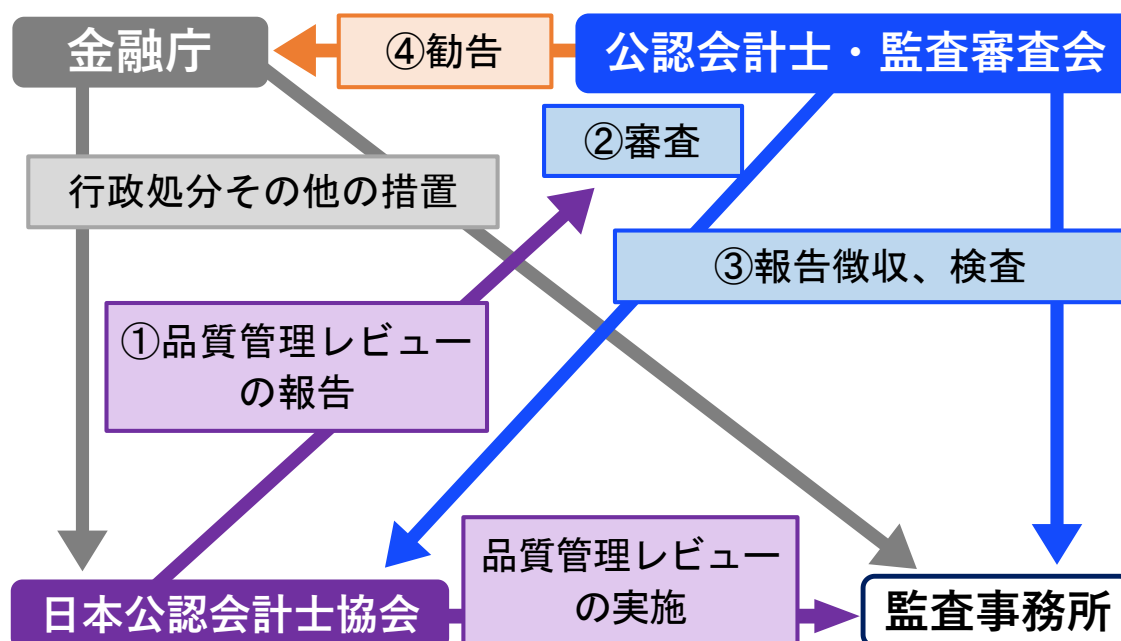 金融庁
④勧告
公認会計士・監査審査会
②審査
行政処分その他の措置
③報告徴収、検査
①品質管理レビュー
の報告
品質管理レビュー
の実施
日本公認会計士協会
監査事務所